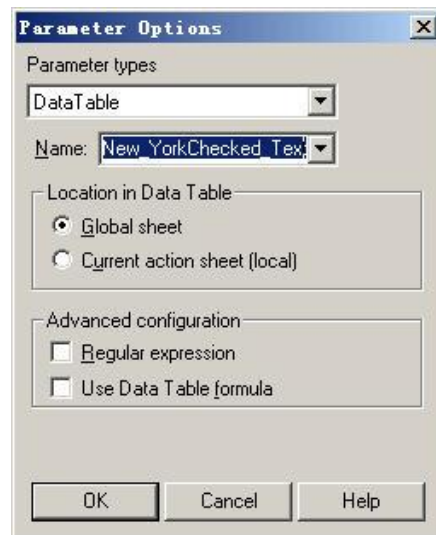 Parameter Options
Parameter types
DataTable
Name: New_YorkChecked_Tex
Location in Data Table
Global sheet
Current action sheet (local)
Advanced configuration
Regular expression
Use Data Table formula
OK Cancel Help